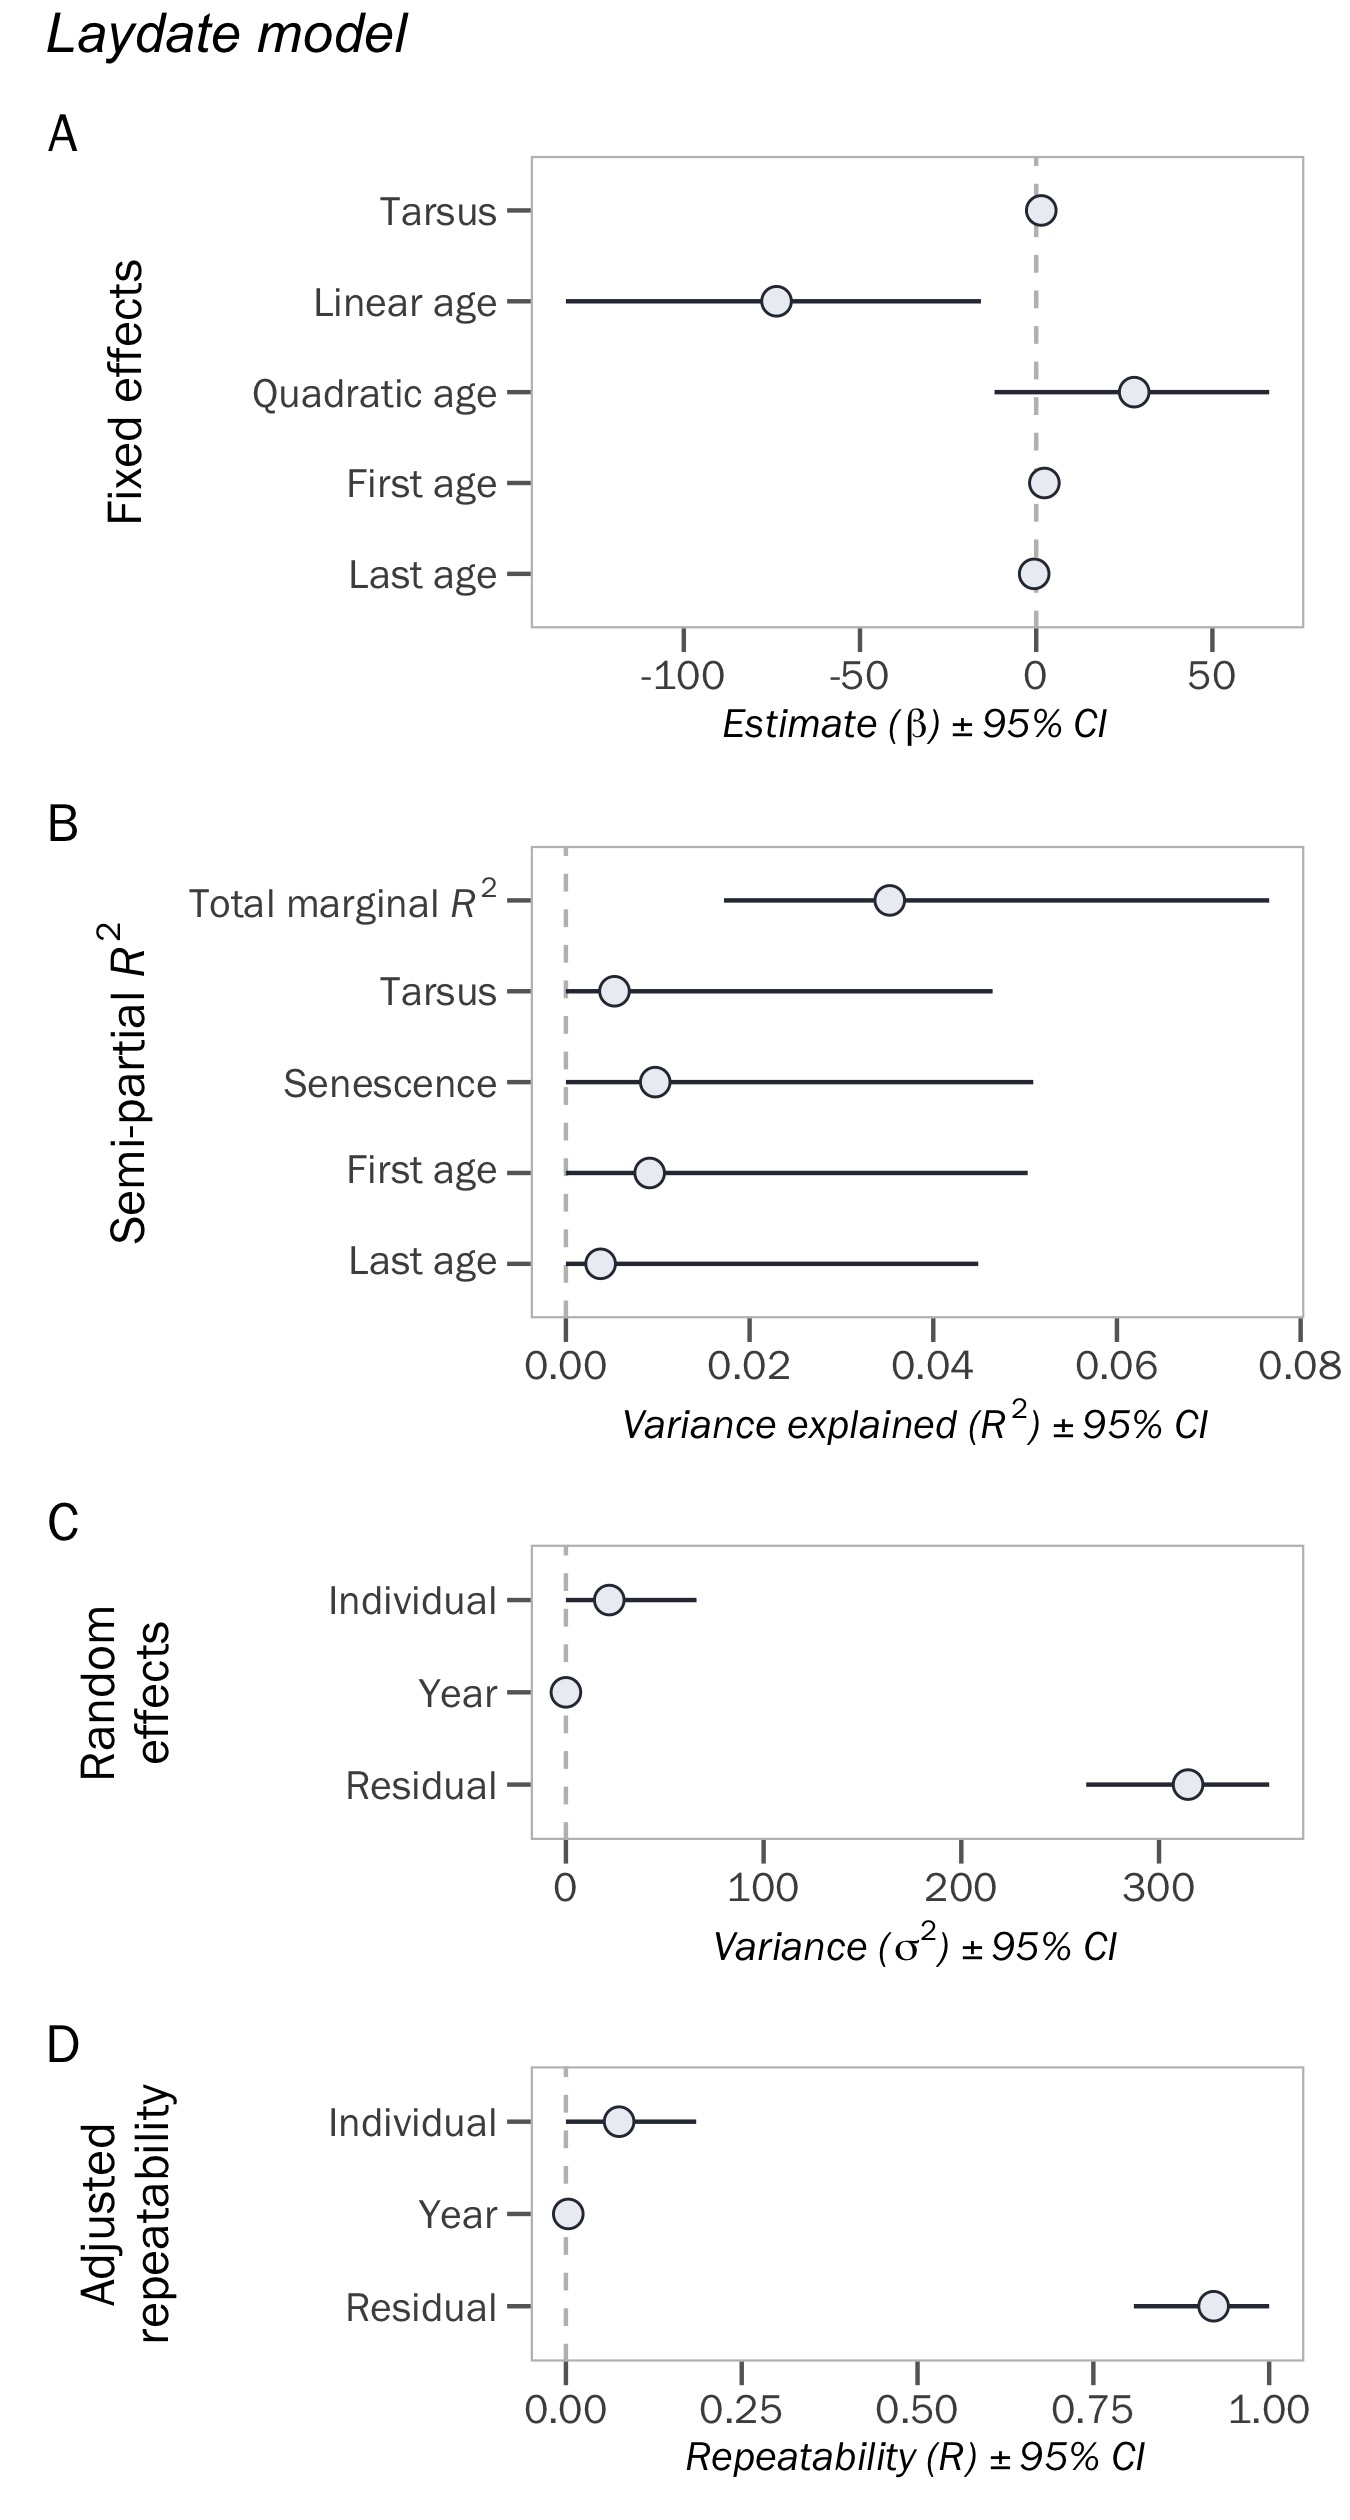 Laydate model
A
Fixed effects
Tarsus
Linear age
Quadratic age
First age
Last age
-100 -50 0 50
Estimate (β) ± 95% CI
B
Semi-partial R²
Total marginal R²
Tarsus
Senescence
First age
Last age
0.00 0.02 0.04 0.06 0.08
Variance explained (R²) ± 95% CI
C
Random
effects
Individual
Year
Residual
0 100 200 300
Variance (σ²) ± 95% CI
D
Adjusted
repeatability
Individual
Year
Residual
0.00 0.25 0.50 0.75 1.00
Repeatability (R) ± 95% CI